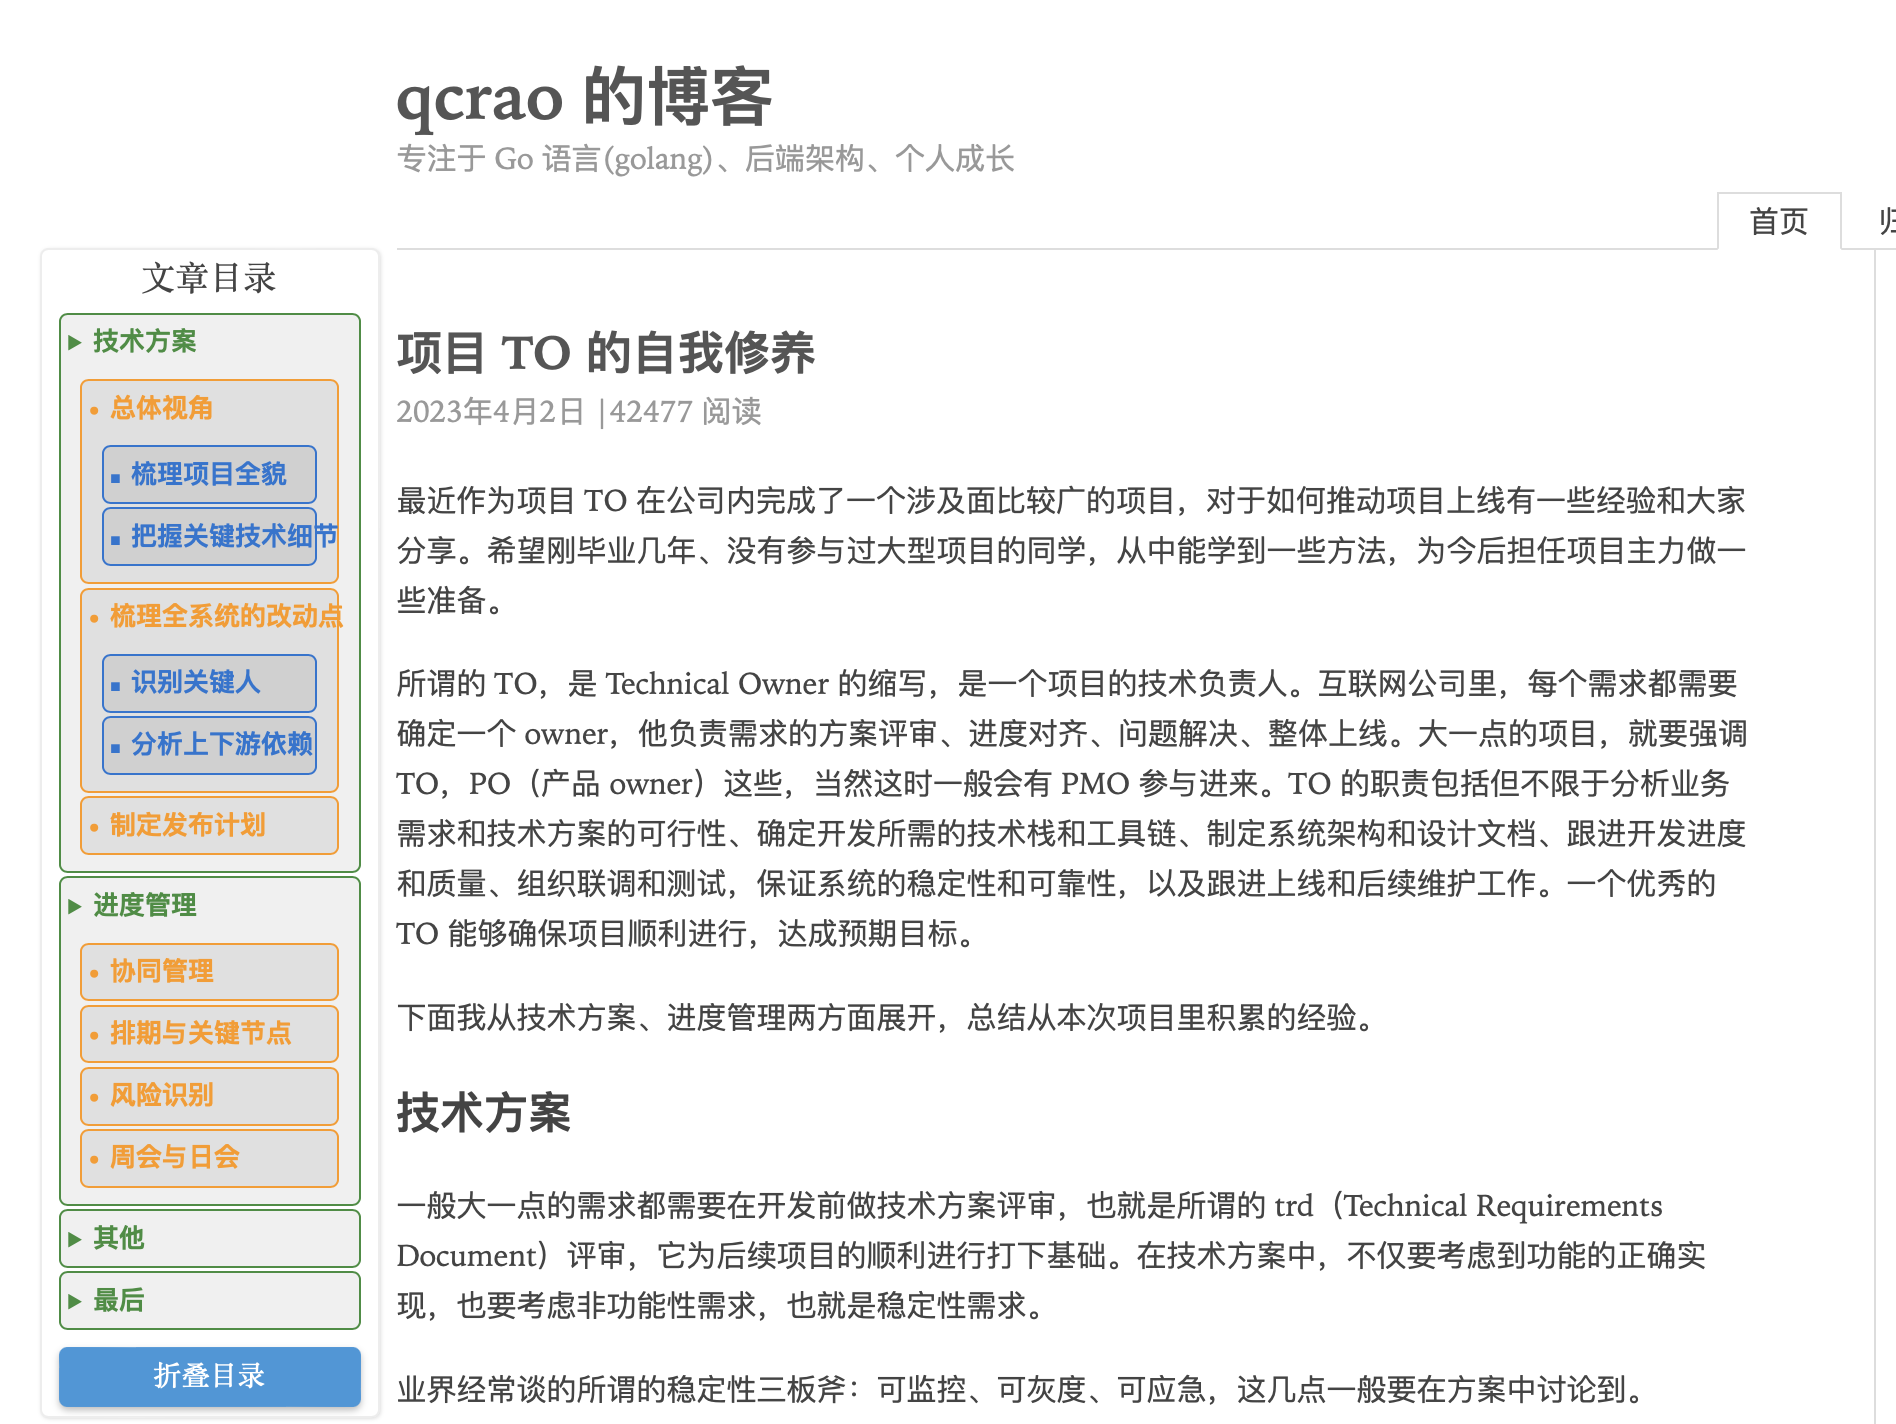 qcrao 的博客
专注于 Go 语言(golang)、后端架构、个人成长
首页
文章目录
▶ 技术方案
• 总体视角
▪ 梳理项目全貌
▪ 把握关键技术细节
• 梳理全系统的改动点
▪ 识别关键人
▪ 分析上下游依赖
• 制定发布计划
▶ 进度管理
• 协同管理
• 排期与关键节点
• 风险识别
• 周会与日会
▶ 其他
▶ 最后
折叠目录
项目 TO 的自我修养
2023年4月2日 |42477 阅读
最近作为项目 TO 在公司内完成了一个涉及面比较广的项目，对于如何推动项目上线有一些经验和大家
分享。希望刚毕业几年、没有参与过大型项目的同学，从中能学到一些方法，为今后担任项目主力做一
些准备。
所谓的 TO，是 Technical Owner 的缩写，是一个项目的技术负责人。互联网公司里，每个需求都需要
确定一个 owner，他负责需求的方案评审、进度对齐、问题解决、整体上线。大一点的项目，就要强调
TO，PO（产品 owner）这些，当然这时一般会有 PMO 参与进来。TO 的职责包括但不限于分析业务
需求和技术方案的可行性、确定开发所需的技术栈和工具链、制定系统架构和设计文档、跟进开发进度
和质量、组织联调和测试，保证系统的稳定性和可靠性，以及跟进上线和后续维护工作。一个优秀的
TO 能够确保项目顺利进行，达成预期目标。
下面我从技术方案、进度管理两方面展开，总结从本次项目里积累的经验。
技术方案
一般大一点的需求都需要在开发前做技术方案评审，也就是所谓的 trd（Technical Requirements
Document）评审，它为后续项目的顺利进行打下基础。在技术方案中，不仅要考虑到功能的正确实
现，也要考虑非功能性需求，也就是稳定性需求。
业界经常谈的所谓的稳定性三板斧：可监控、可灰度、可应急，这几点一般要在方案中讨论到。